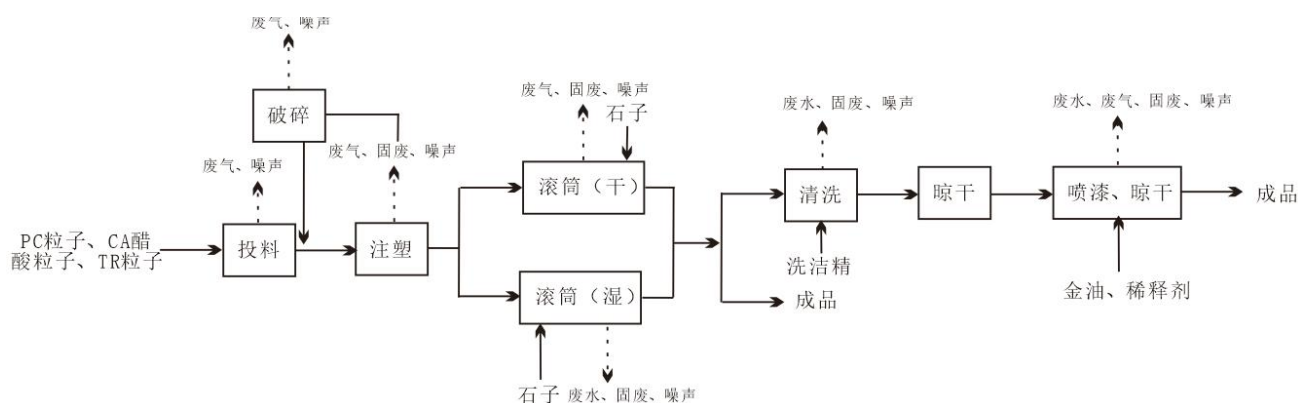 废气、噪声
破碎
废气、噪声
废气、固废、噪声
PC粒子、CA醋
酸粒子、TR粒子
投料
注塑
废气、固废、噪声
石子
滚筒（干）
滚筒（湿）
石子
废水、固废、噪声
废水、固废、噪声
清洗
洗洁精
成品
晾干
废水、废气、固废、噪声
喷漆、晾干
金油、稀释剂
成品